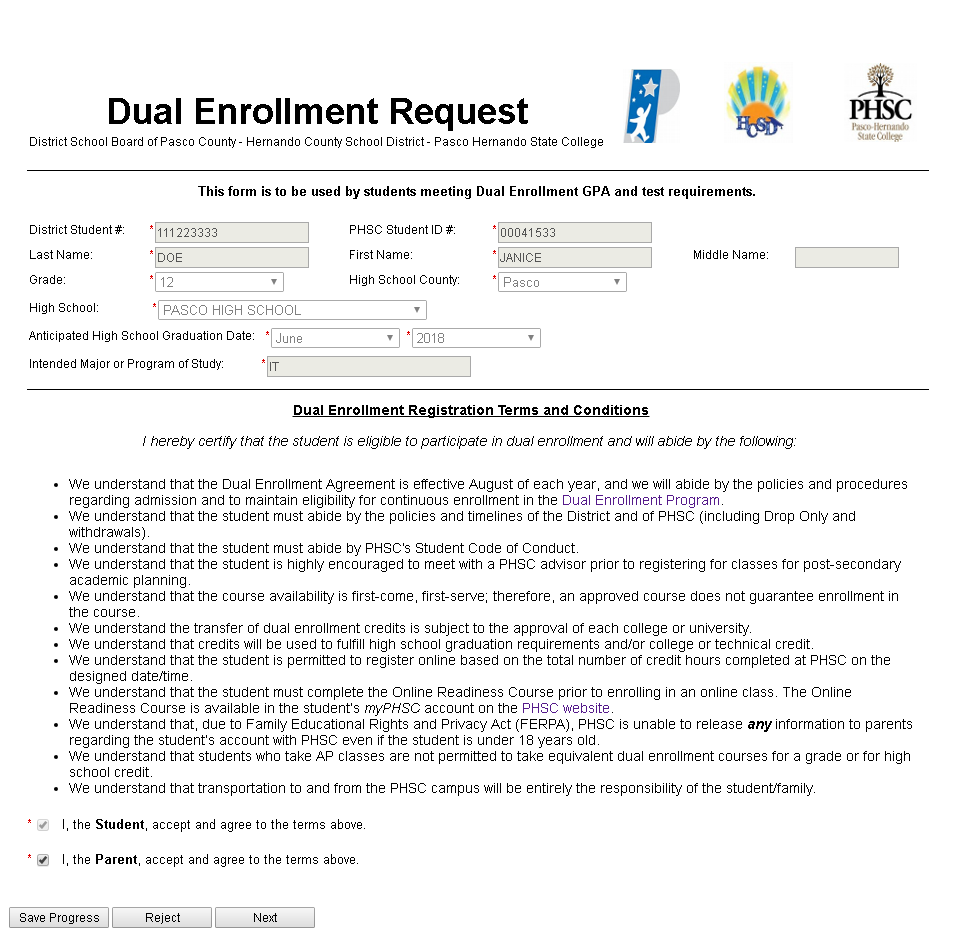 Dual Enrollment Request
District School Board of Pasco County - Hernando County School District - Pasco Hernando State College
HCSD
PHSC
Pasco-Hernando
State College
This form is to be used by students meeting Dual Enrollment GPA and test requirements.
District Student #: *111223333 PHSC Student ID #: *00041533
Last Name: *DOE First Name: *JANICE Middle Name:
Grade: *12 High School County: *Pasco
High School: *PASCO HIGH SCHOOL
Anticipated High School Graduation Date: *June *2018
Intended Major or Program of Study: *IT
Dual Enrollment Registration Terms and Conditions
I hereby certify that the student is eligible to participate in dual enrollment and will abide by the following:
• We understand that the Dual Enrollment Agreement is effective August of each year, and we will abide by the policies and procedures
regarding admission and to maintain eligibility for continuous enrollment in the Dual Enrollment Program.
• We understand that the student must abide by the policies and timelines of the District and of PHSC (including Drop Only and
withdrawals).
• We understand that the student must abide by PHSC's Student Code of Conduct.
• We understand that the student is highly encouraged to meet with a PHSC advisor prior to registering for classes for post-secondary
academic planning.
• We understand that the course availability is first-come, first-serve; therefore, an approved course does not guarantee enrollment in
the course.
• We understand the transfer of dual enrollment credits is subject to the approval of each college or university.
• We understand that credits will be used to fulfill high school graduation requirements and/or college or technical credit.
• We understand that the student is permitted to register online based on the total number of credit hours completed at PHSC on the
designed date/time.
• We understand that the student must complete the Online Readiness Course prior to enrolling in an online class. The Online
Readiness Course is available in the student's myPHSC account on the PHSC website.
• We understand that, due to Family Educational Rights and Privacy Act (FERPA), PHSC is unable to release any information to parents
regarding the student's account with PHSC even if the student is under 18 years old.
• We understand that students who take AP classes are not permitted to take equivalent dual enrollment courses for a grade or for high
school credit.
• We understand that transportation to and from the PHSC campus will be entirely the responsibility of the student/family.
* I, the Student, accept and agree to the terms above.
* I, the Parent, accept and agree to the terms above.
Save Progress Reject Next